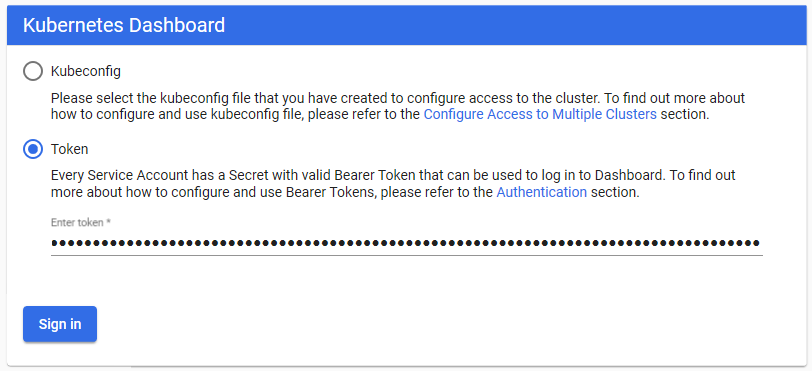 Kubernetes Dashboard
Kubeconfig
Please select the kubeconfig file that you have created to configure access to the cluster. To find out more about
how to configure and use kubeconfig file, please refer to the Configure Access to Multiple Clusters section.
Token
Every Service Account has a Secret with valid Bearer Token that can be used to log in to Dashboard. To find out
more about how to configure and use Bearer Tokens, please refer to the Authentication section.
Enter token *
Sign in